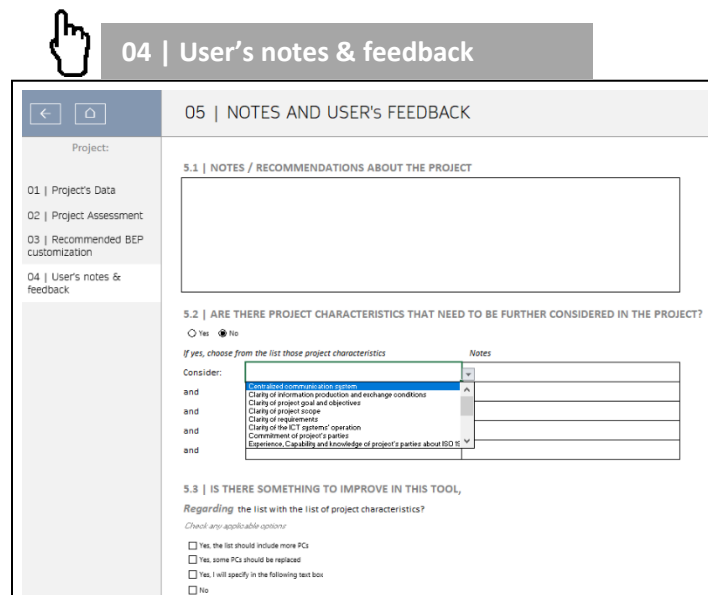 04 | User's notes & feedback
05 | NOTES AND USER's FEEDBACK
Project:
01 | Project's Data
02 | Project Assessment
03 | Recommended BEP
customization
04 | User's notes &
feedback
5.1 | NOTES / RECOMMENDATIONS ABOUT THE PROJECT
5.2 | ARE THERE PROJECT CHARACTERISTICS THAT NEED TO BE FURTHER CONSIDERED IN THE PROJECT?
Yes No
If yes, choose from the list those project characteristics Notes
Consider:
Centralized communication system
and
Clarity of information production and exchange conditions
Clarity of project goal and objectives
and
Clarity of project scope
Clarity of requirements
and
Clarity of the ICT systems' operation
Commitment of project's parties
and
Experience, Capability and knowledge of project's parties about ISO
5.3 | IS THERE SOMETHING TO IMPROVE IN THIS TOOL,
Regarding the list with the list of project characteristics?
Check any applicable options
Yes, the list should include more PCs
Yes, some PCs should be replaced
Yes, I will specify in the following text box
No